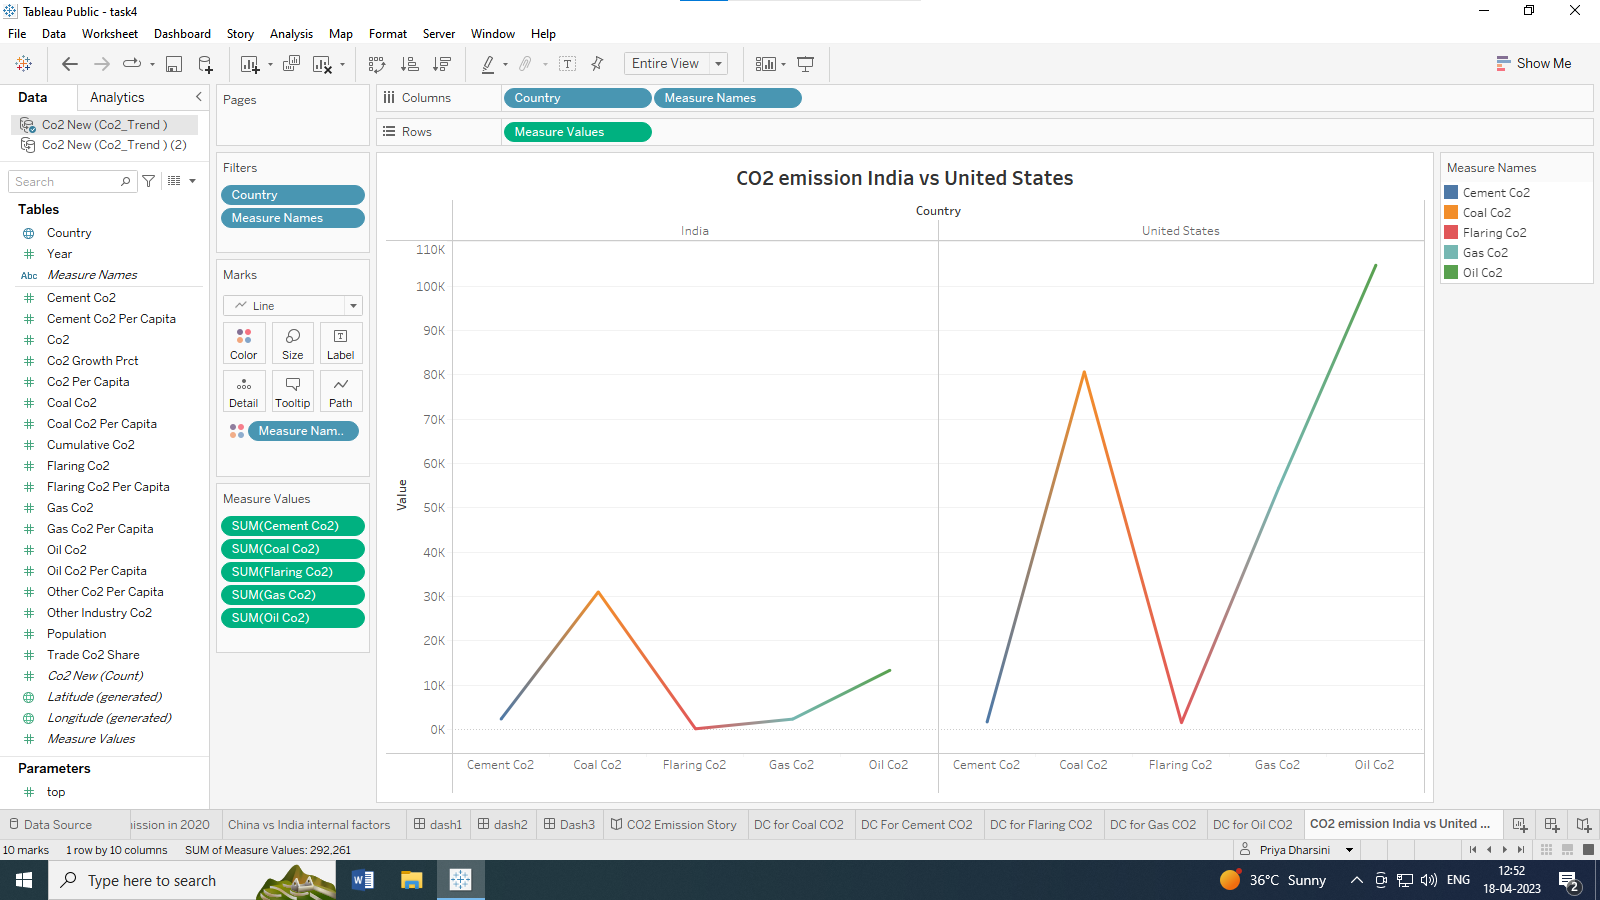 Tableau Public - task4
File Data Worksheet Dashboard Story Analysis Map Format Server Window Help
Entire View
Show Me
Data Analytics
Co2 New (Co2_Trend )
Co2 New (Co2_Trend ) (2)
Search
Tables
Country
Year
Abc Measure Names
Cement Co2
Cement Co2 Per Capita
Co2
Co2 Growth Prct
Co2 Per Capita
Coal Co2
Coal Co2 Per Capita
Cumulative Co2
Flaring Co2
Flaring Co2 Per Capita
Gas Co2
Gas Co2 Per Capita
Oil Co2
Oil Co2 Per Capita
Other Co2 Per Capita
Other Industry Co2
Population
Trade Co2 Share
Co2 New (Count)
Latitude (generated)
Longitude (generated)
Measure Values
Parameters
top
Pages
Filters
Country
Measure Names
Marks
Line
Color Size Label
Detail Tooltip Path
Measure Nam..
Measure Values
SUM(Cement Co2)
SUM(Coal Co2)
SUM(Flaring Co2)
SUM(Gas Co2)
SUM(Oil Co2)
Columns Country Measure Names
Rows Measure Values
CO2 emission India vs United States
Country
India United States
110K
100K
90K
80K
70K
60K
50K
40K
30K
20K
10K
0K
Value
Cement Co2 Coal Co2 Flaring Co2 Gas Co2 Oil Co2 Cement Co2 Coal Co2 Flaring Co2 Gas Co2 Oil Co2
Measure Names
Cement Co2
Coal Co2
Flaring Co2
Gas Co2
Oil Co2
Data Source ission in 2020 China vs India internal factors dash1 dash2 Dash3 CO2 Emission Story DC for Coal CO2 DC For Cement CO2 DC for Flaring CO2 DC for Gas CO2 DC for Oil CO2 CO2 emission India vs United ...
10 marks 1 row by 10 columns SUM of Measure Values: 292,261 Priya Dharsini
Type here to search 36°C Sunny ENG 12:52
18-04-2023
2